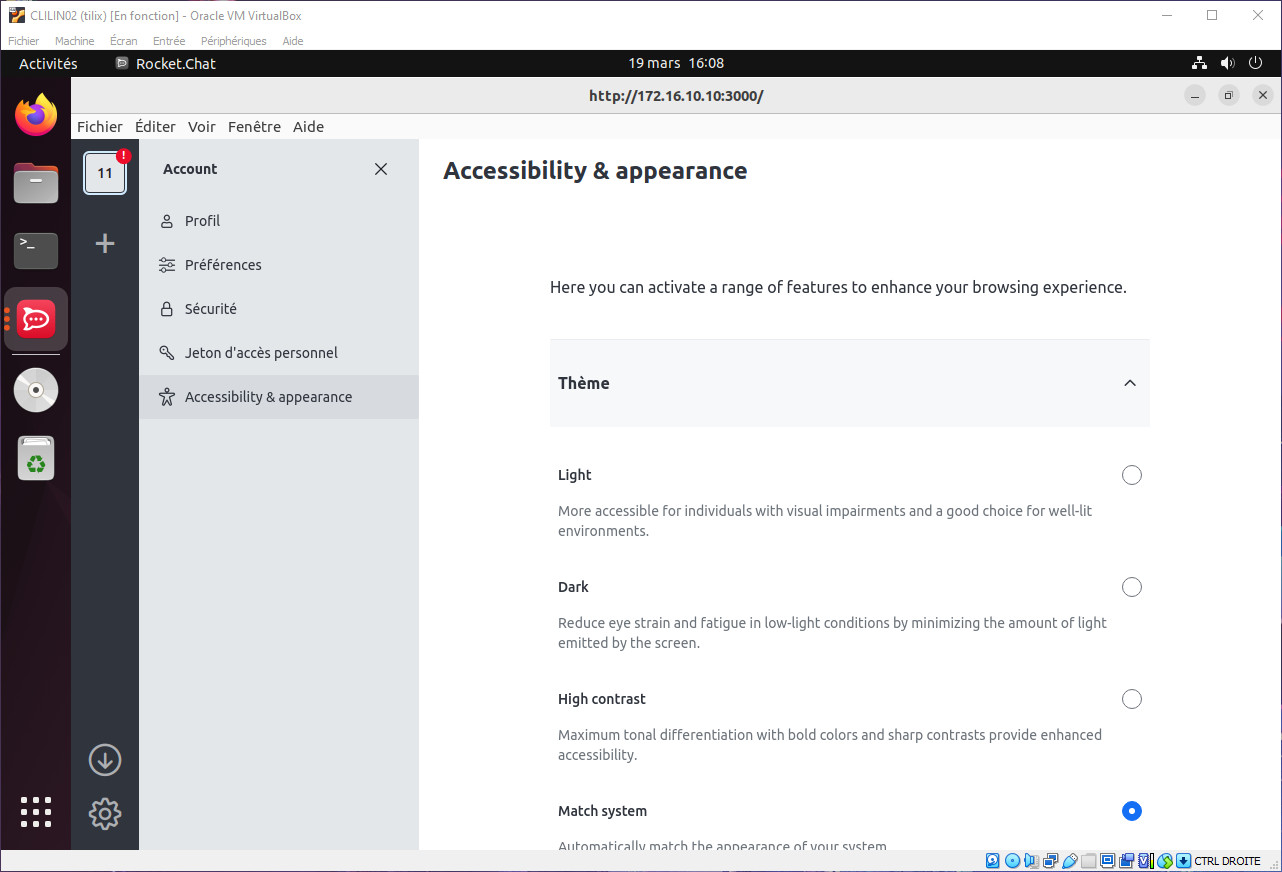 CLILIN02 (tilix) [En fonction] - Oracle VM VirtualBox
Fichier Machine Écran Entrée Périphériques Aide
Activités Rocket.Chat 19 mars 16:08
http://172.16.10.10:3000/
Fichier Éditer Voir Fenêtre Aide
11
!
Account
Profil
Préférences
Sécurité
Jeton d'accès personnel
Accessibility & appearance
Accessibility & appearance
Here you can activate a range of features to enhance your browsing experience.
Thème
Light
More accessible for individuals with visual impairments and a good choice for well-lit
environments.
Dark
Reduce eye strain and fatigue in low-light conditions by minimizing the amount of light
emitted by the screen.
High contrast
Maximum tonal differentiation with bold colors and sharp contrasts provide enhanced
accessibility.
Match system
Automatically match the appearance of your system.
CTRL DROITE